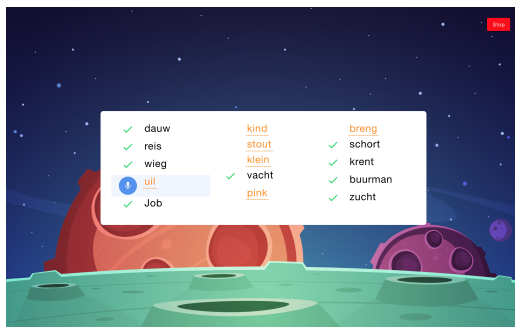 Stop
dauw
reis
wieg
uil
Job
kind
stout
klein
vacht
pink
breng
schort
krent
buurman
zucht